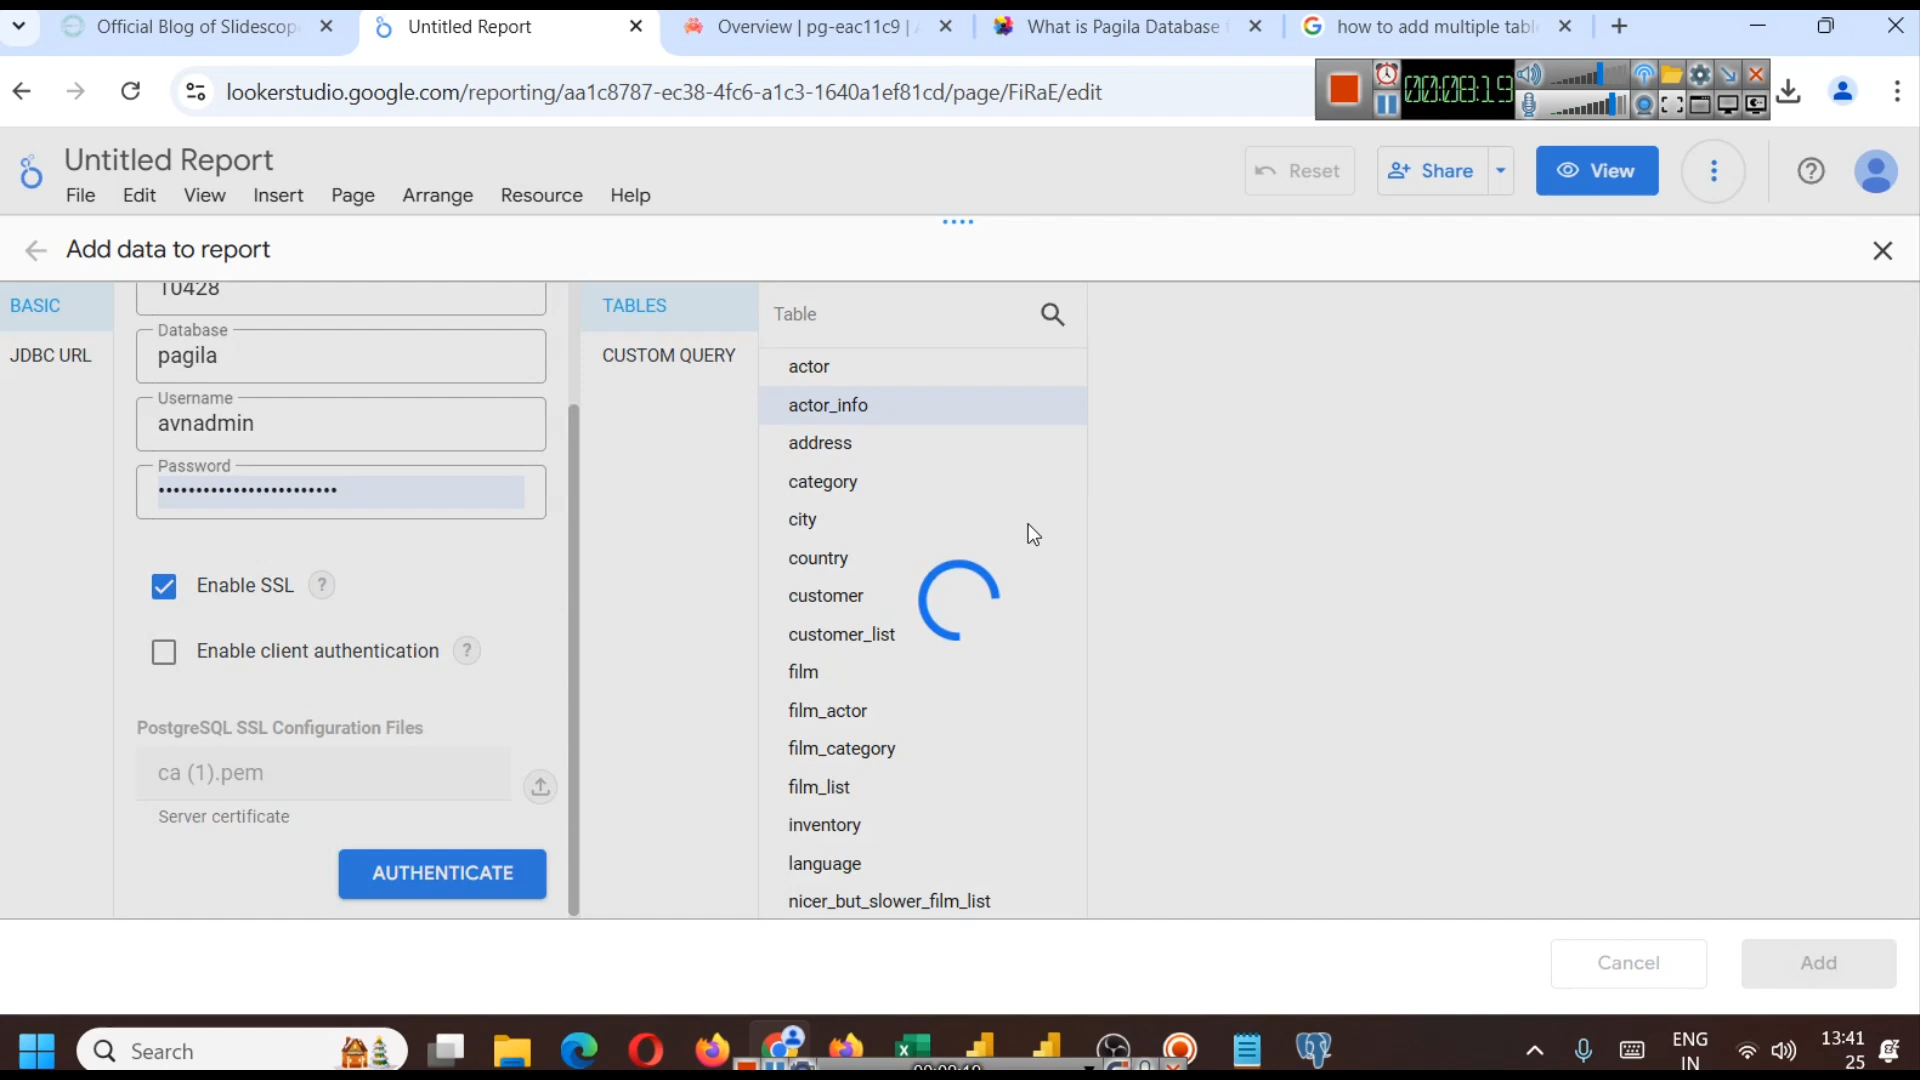 Official Blog of Slidescop
Untitled Report
Overview | pg-eac11c9 |
What is Pagila Database
how to add multiple tabl
lookerstudio.google.com/reporting/aa1c8787-ec38-4fc6-a1c3-1640a1ef81cd/page/FiRaE/edit
00:08:19
Untitled Report
File Edit View Insert Page Arrange Resource Help
Reset
Share
View
Add data to report
BASIC
JDBC URL
10428
Database
pagila
Username
avnadmin
Password
Enable SSL
Enable client authentication
PostgreSQL SSL Configuration Files
ca (1).pem
Server certificate
AUTHENTICATE
TABLES
CUSTOM QUERY
Table
actor
actor_info
address
category
city
country
customer
customer_list
film
film_actor
film_category
film_list
inventory
language
nicer_but_slower_film_list
Cancel
Add
Search
ENG
IN
13:41
25